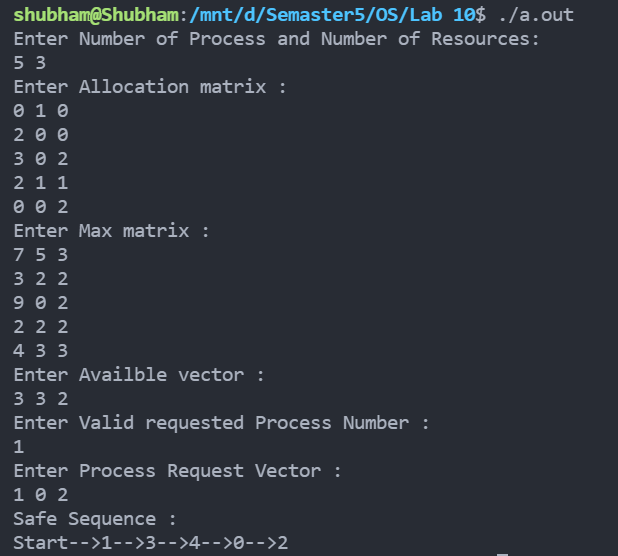 shubham@Shubham:/mnt/d/Semaster5/OS/Lab 10$ ./a.out
Enter Number of Process and Number of Resources:
5 3
Enter Allocation matrix :
0 1 0
2 0 0
3 0 2
2 1 1
0 0 2
Enter Max matrix :
7 5 3
3 2 2
9 0 2
2 2 2
4 3 3
Enter Availble vector :
3 3 2
Enter Valid requested Process Number :
1
Enter Process Request Vector :
1 0 2
Safe Sequence :
Start-->1-->3-->4-->0-->2